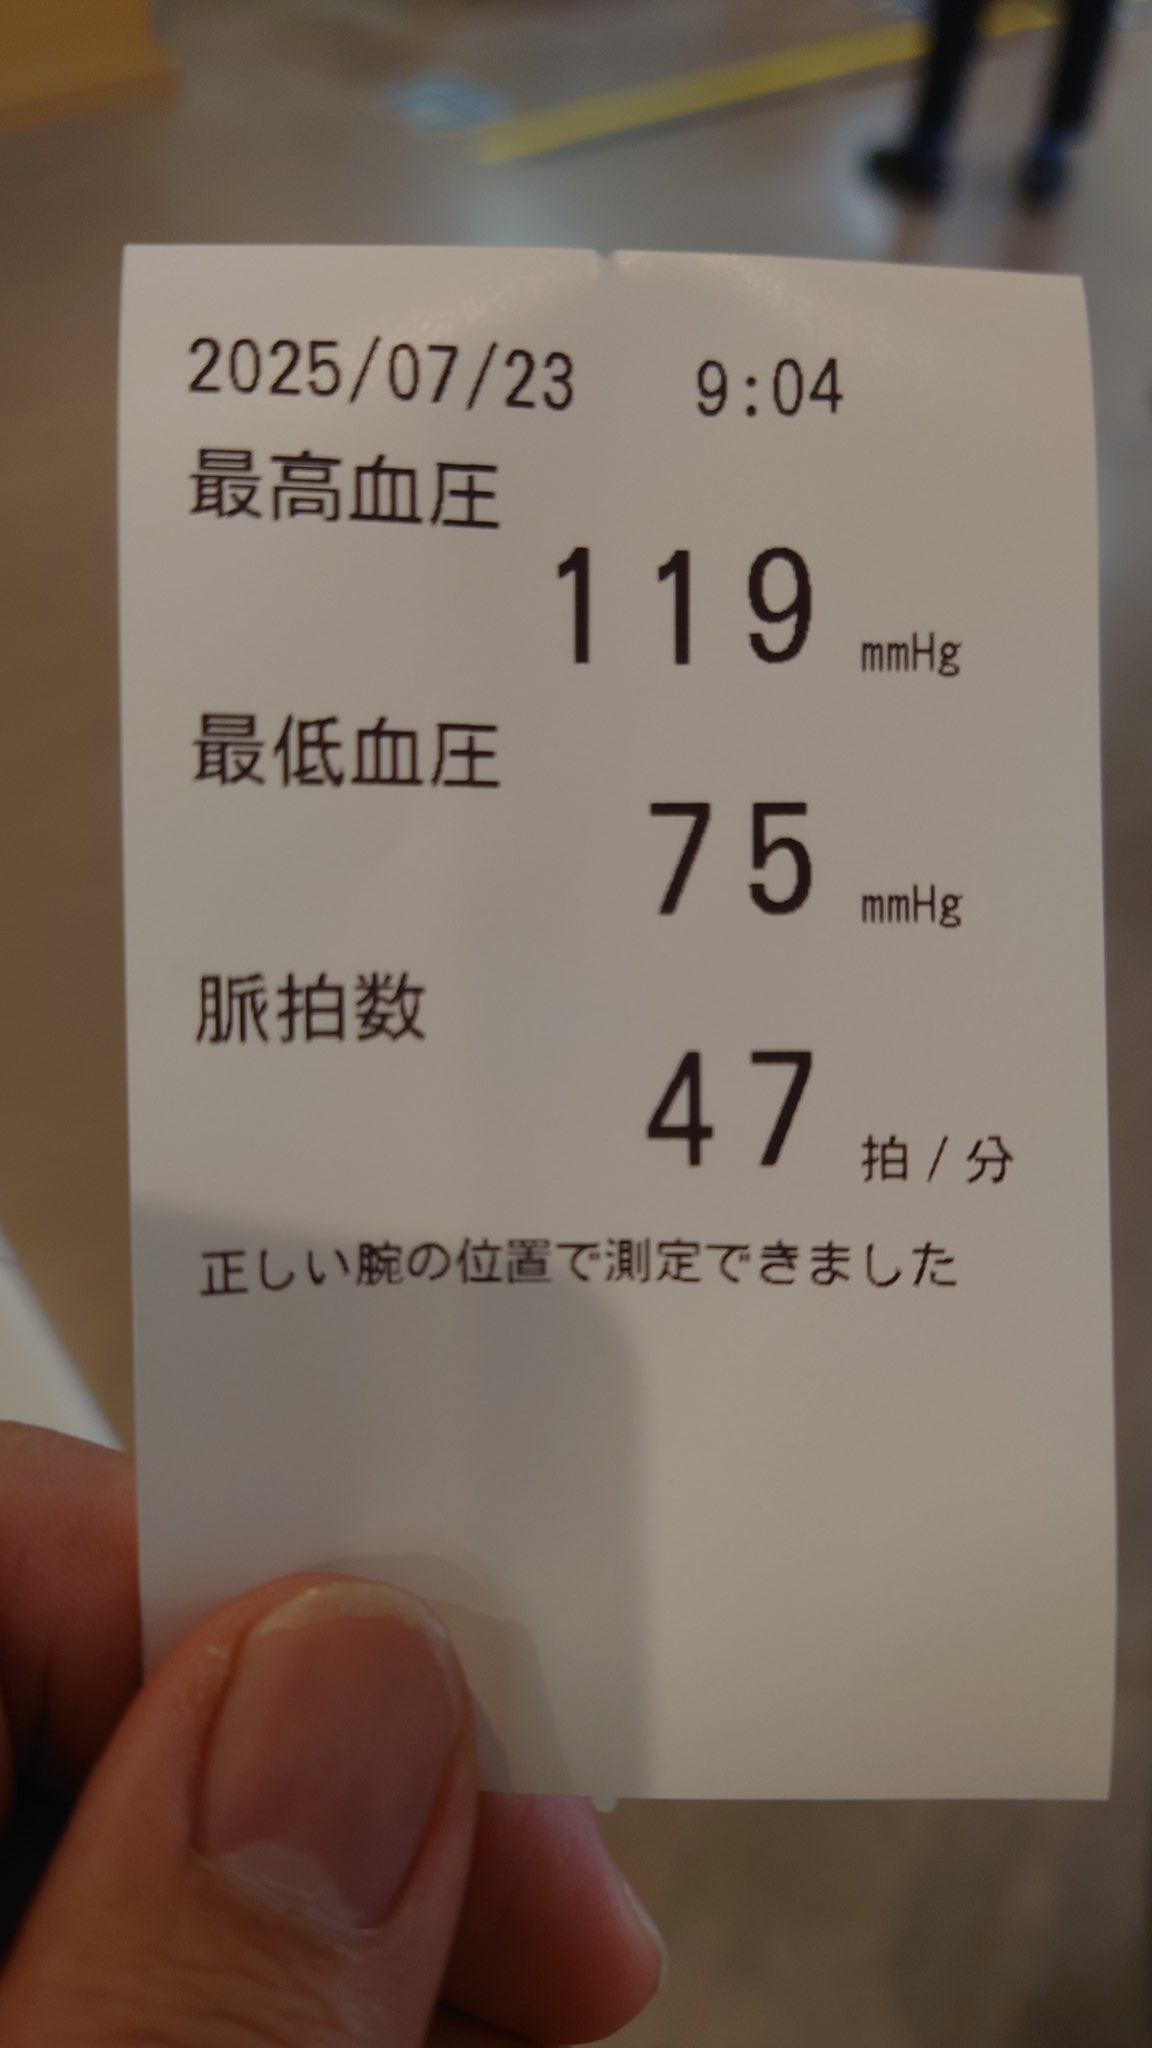 2025/07/23 9:04
最高血圧
119 mmHg
最低血圧
75 mmHg
脈拍数
47 拍/分
正しい腕の位置で測定できました